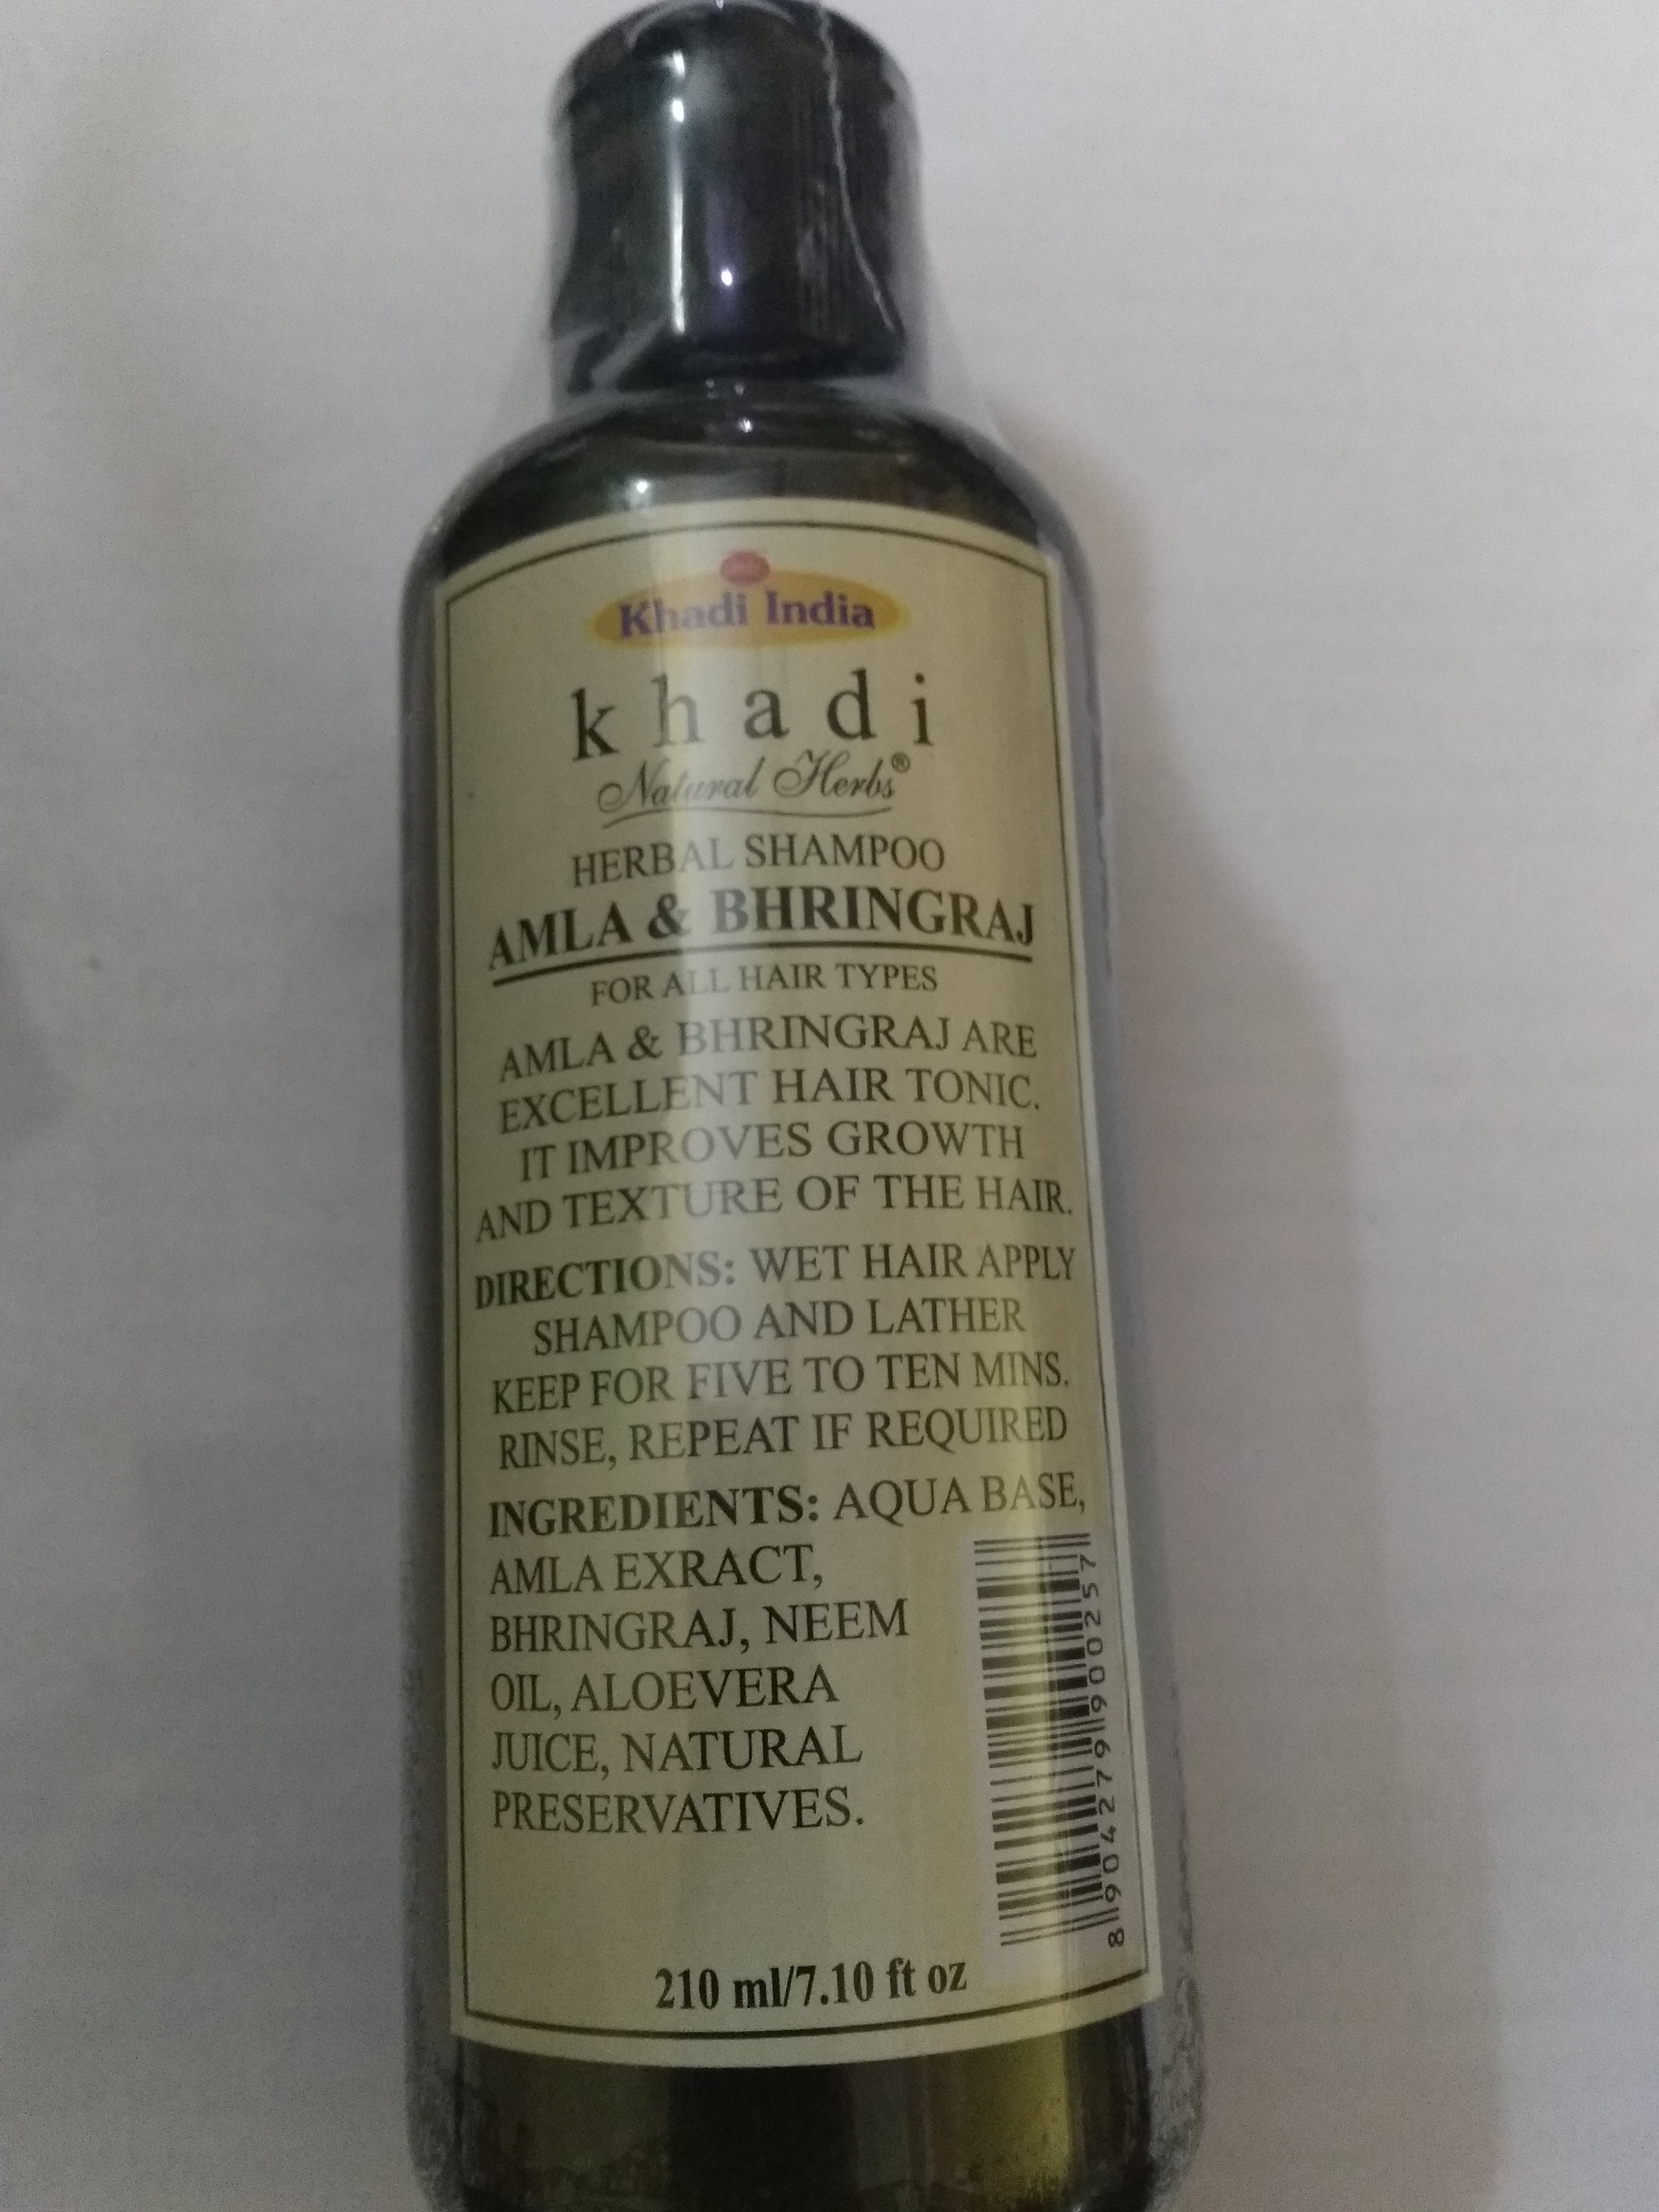 Khadi India
khadi
Natural Herbs®
HERBAL SHAMPOO
AMLA & BHRINGRAJ
FOR ALL HAIR TYPES
AMLA & BHRINGRAJ ARE
EXCELLENT HAIR TONIC.
IT IMPROVES GROWTH
AND TEXTURE OF THE HAIR.
DIRECTIONS: WET HAIR APPLY
SHAMPOO AND LATHER
KEEP FOR FIVE TO TEN MINS.
RINSE, REPEAT IF REQUIRED
INGREDIENTS: AQUA BASE,
AMLA EXRACT,
BHRINGRAJ, NEEM
OIL, ALOEVERA
JUICE, NATURAL
PRESERVATIVES.
8 904279 600257
210 ml/7.10 ft oz